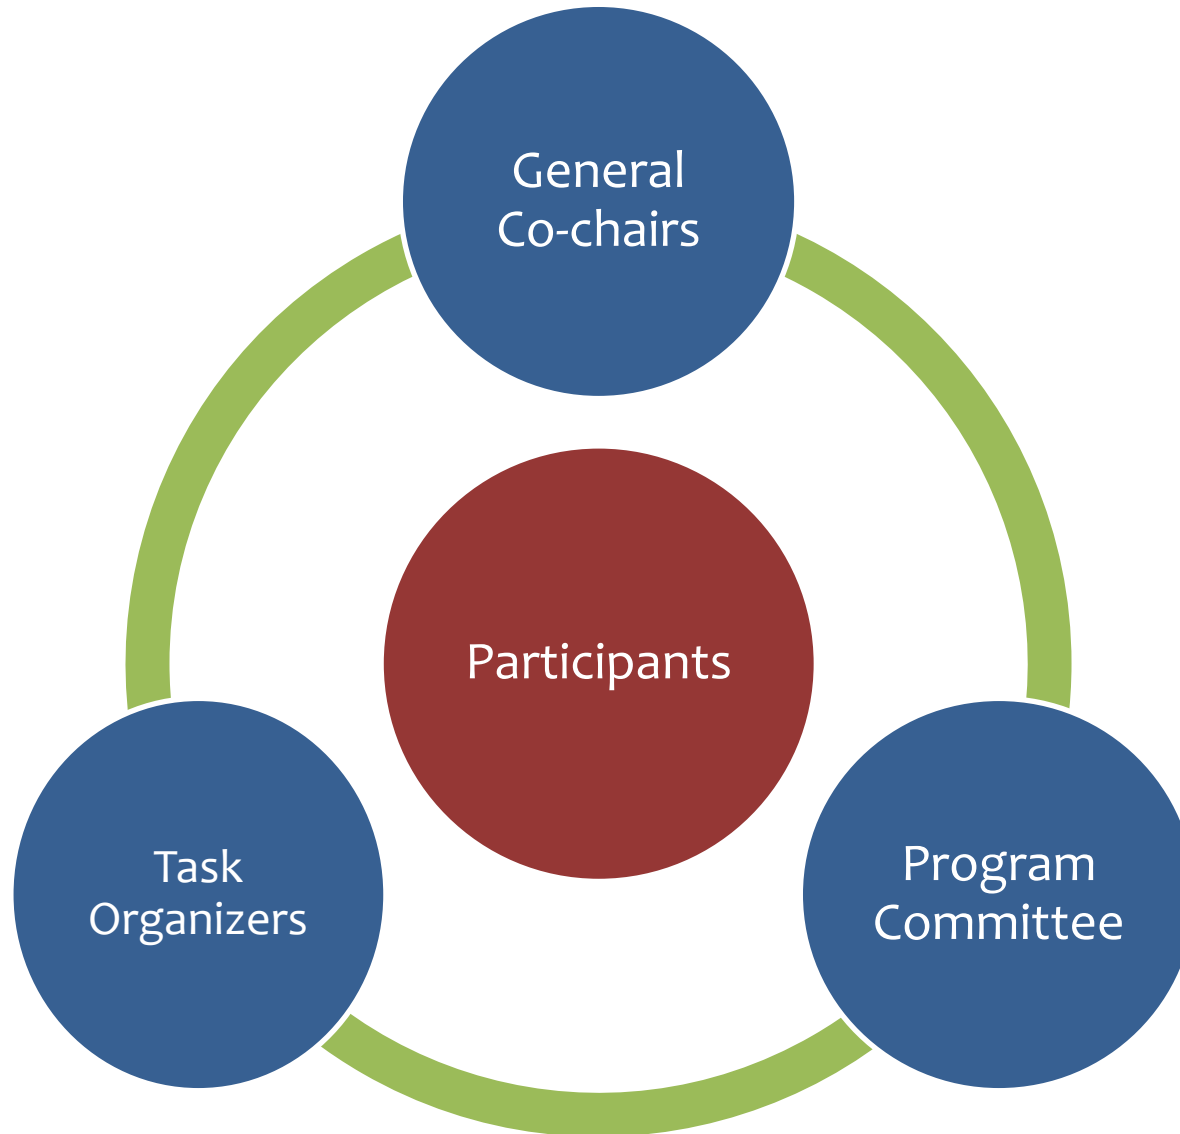 General
Co-chairs
Participants
Task
Organizers
Program
Committee